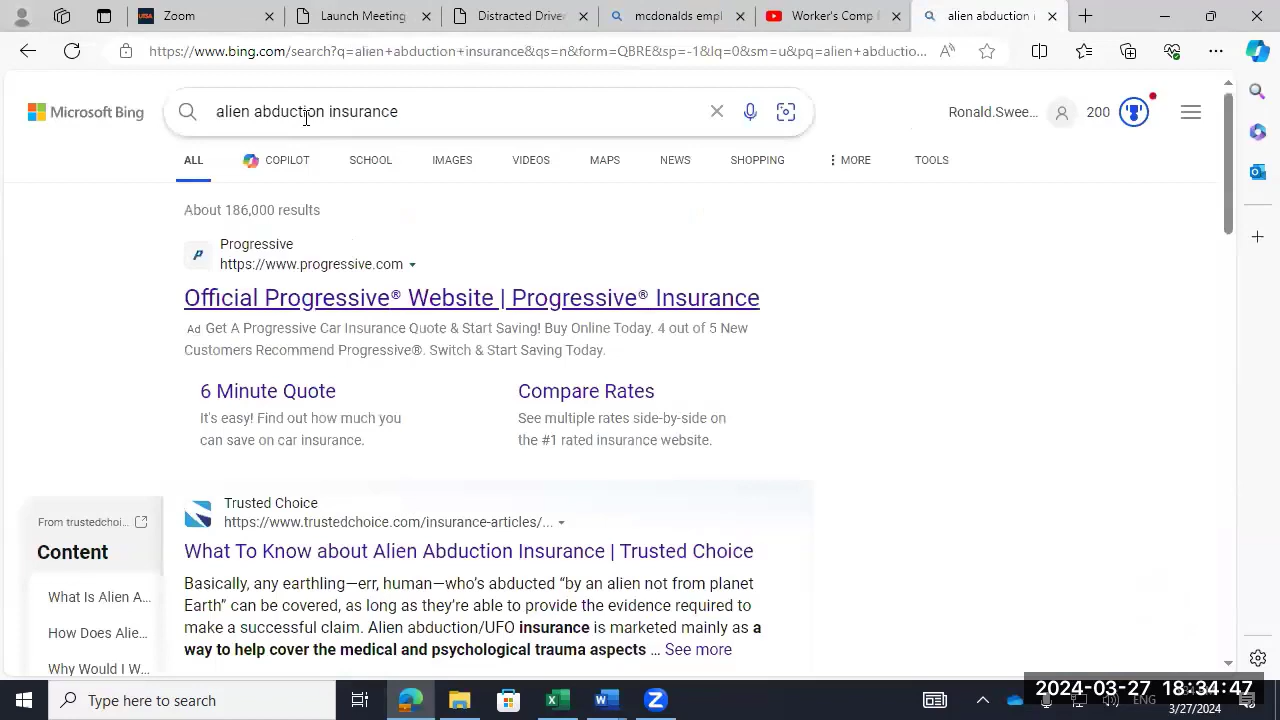 Zoom
Launch Meeting
Distracted Drive
mcdonalds empl
Worker's Comp f
alien abduction
https://www.bing.com/search?q=alien+abduction+insurance&qs=n&form=QBRE&sp=-1&lq=0&sm=u&pq=alien+abductio...
Microsoft Bing
alien abduction insurance
Ronald.Swee...
200
ALL
COPILOT
SCHOOL
IMAGES
VIDEOS
MAPS
NEWS
SHOPPING
MORE
TOOLS
About 186,000 results
Progressive
https://www.progressive.com
Official Progressive® Website | Progressive® Insurance
Ad Get A Progressive Car Insurance Quote & Start Saving! Buy Online Today. 4 out of 5 New
Customers Recommend Progressive®. Switch & Start Saving Today.
6 Minute Quote
It's easy! Find out how much you
can save on car insurance.
Compare Rates
See multiple rates side-by-side on
the #1 rated insurance website.
From trustedchoi...
Content
What Is Alien A...
How Does Alie...
Why Would I W...
Trusted Choice
https://www.trustedchoice.com/insurance-articles/...
What To Know about Alien Abduction Insurance | Trusted Choice
Basically, any earthling—err, human—who's abducted “by an alien not from planet
Earth” can be covered, as long as they're able to provide the evidence required to
make a successful claim. Alien abduction/UFO insurance is marketed mainly as a
way to help cover the medical and psychological trauma aspects ... See more
Type here to search
2024-03-27 18:34:47
ENG
3/27/2024